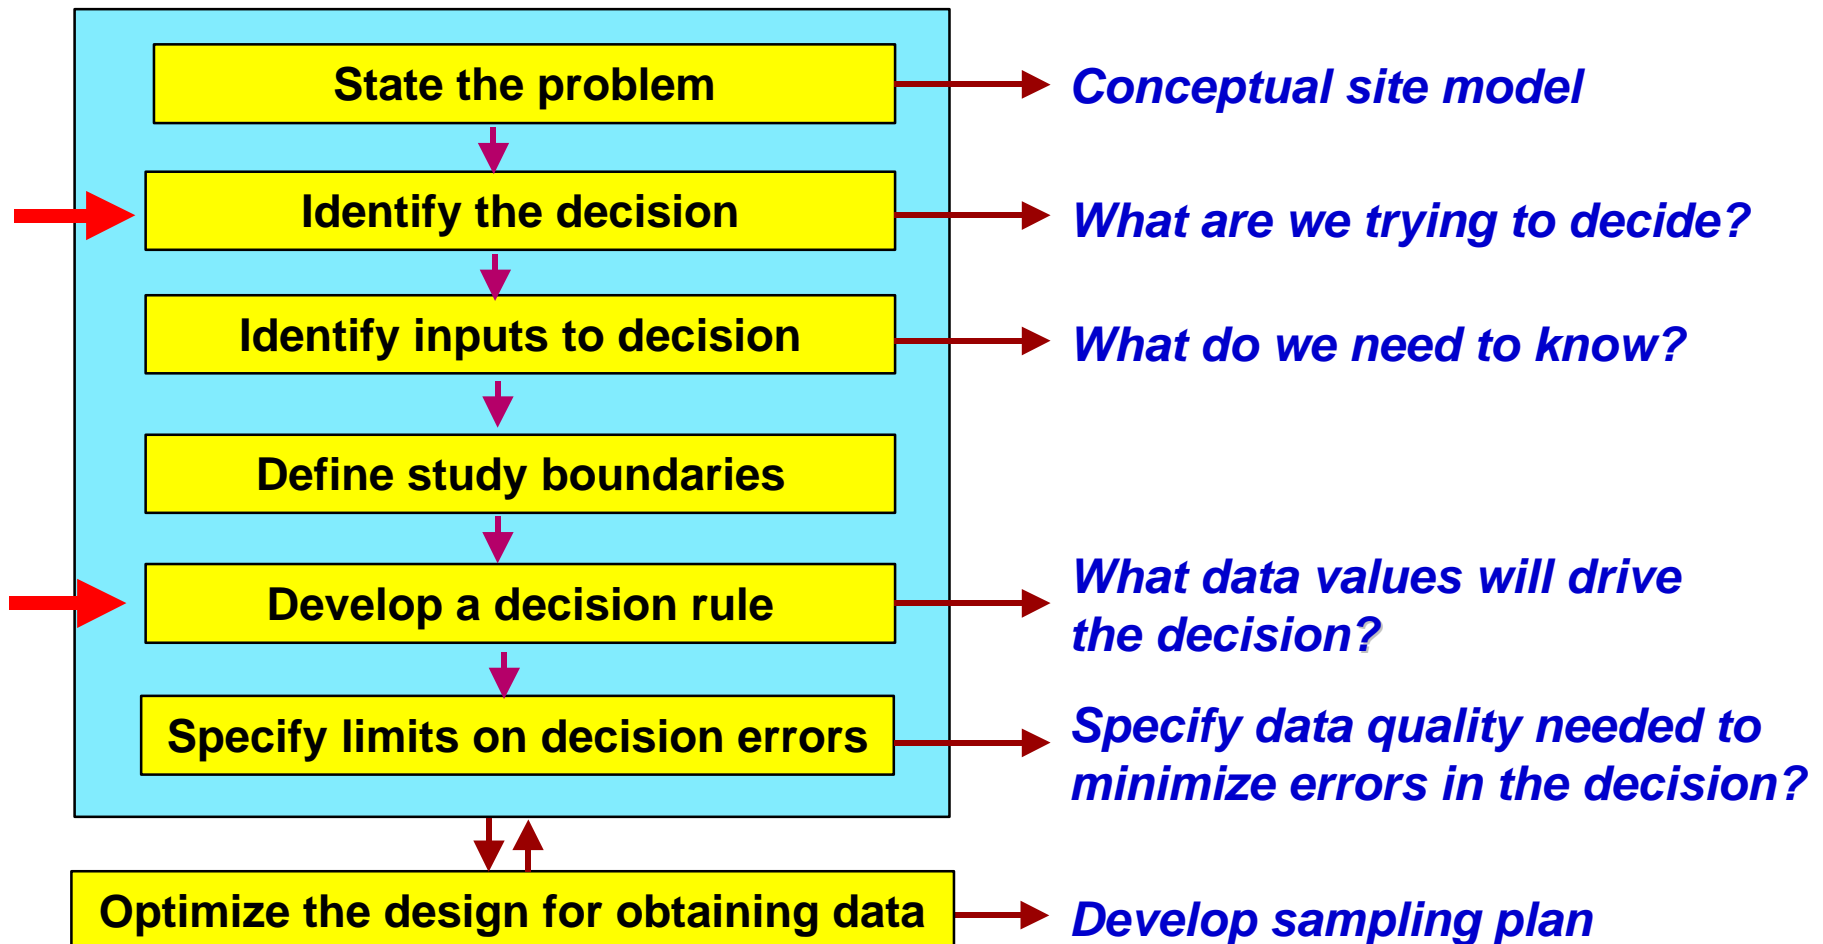 State the problem
Conceptual site model
Identify the decision
What are we trying to decide?
Identify inputs to decision
What do we need to know?
Define study boundaries
Develop a decision rule
What data values will drive
the decision?
Specify limits on decision errors
Specify data quality needed to
minimize errors in the decision?
Optimize the design for obtaining data
Develop sampling plan